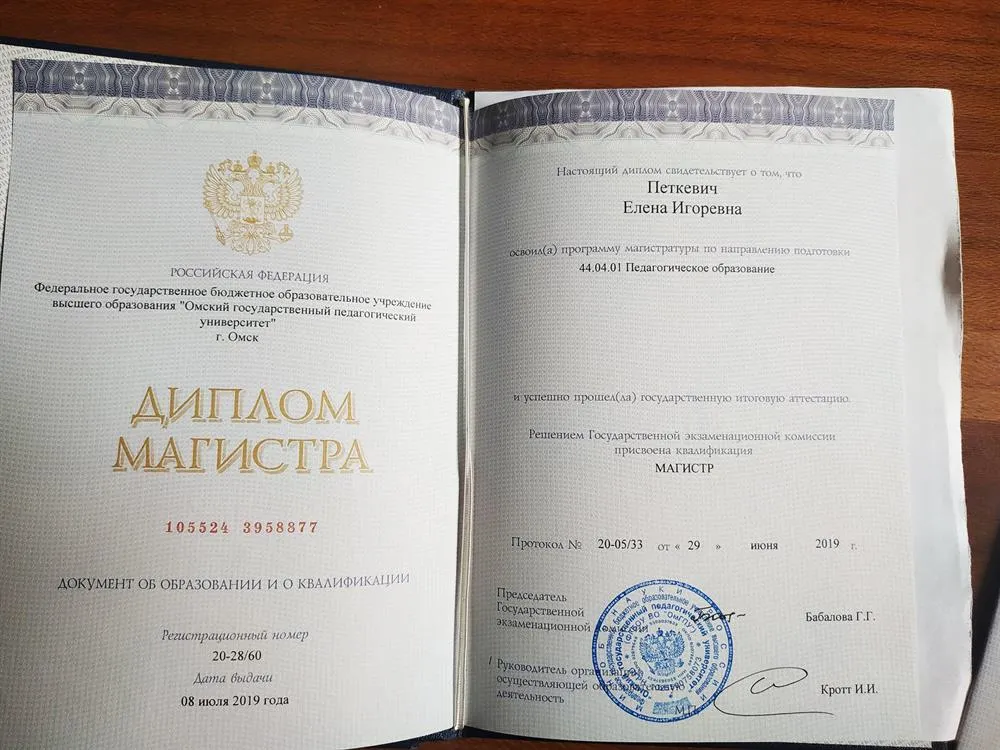 РОССИЙСКАЯ ФЕДЕРАЦИЯ
Федеральное государственное бюджетное образовательное учреждение
высшего образования "Омский государственный педагогический
университет"
г. Омск
ДИПЛОМ
МАГИСТРА
105524 3958877
ДОКУМЕНТ ОБ ОБРАЗОВАНИИ И О КВАЛИФИКАЦИИ
Регистрационный номер
20-28/60
Дата выдачи
08 июля 2019 года
Настоящий диплом свидетельствует о том, что
Петкевич
Елена Игоревна
освоил(а) программу магистратуры по направлению подготовки
44.04.01 Педагогическое образование
и успешно прошел(ла) государственную итоговую аттестацию.
Решением Государственной экзаменационной комиссии
присвоена квалификация
МАГИСТР
Протокол № 20-05/33 от « 29 » июня 2019 г.
Председатель
Государственной
экзаменационной комиссии
Бабалова Г.Г.
Руководитель организации,
осуществляющей образовательную
деятельность
Кротт И.И.
М.П.